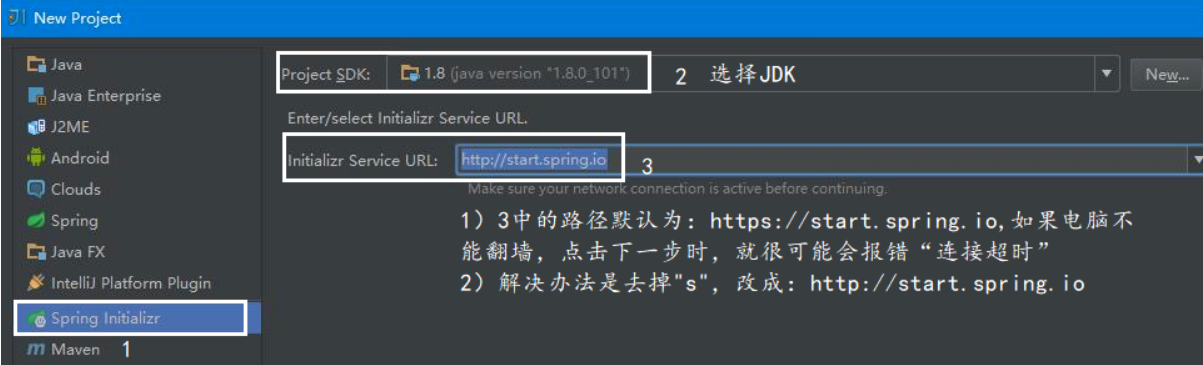 New Project
Java
Java Enterprise
J2ME
Android
Clouds
Spring
Java FX
IntelliJ Platform Plugin
Spring Initializr
Maven 1
Project SDK: 1.8 (java version "1.8.0_101") 2 选择JDK New...
Enter/select Initializr Service URL.
Initializr Service URL: http://start.spring.io 3
Make sure your network connection is active before continuing.
1）3中的路径默认为：https://start.spring.io,如果电脑不
能翻墙，点击下一步时，就很可能会报错“连接超时”
2）解决办法是去掉"s"，改成：http://start.spring.io